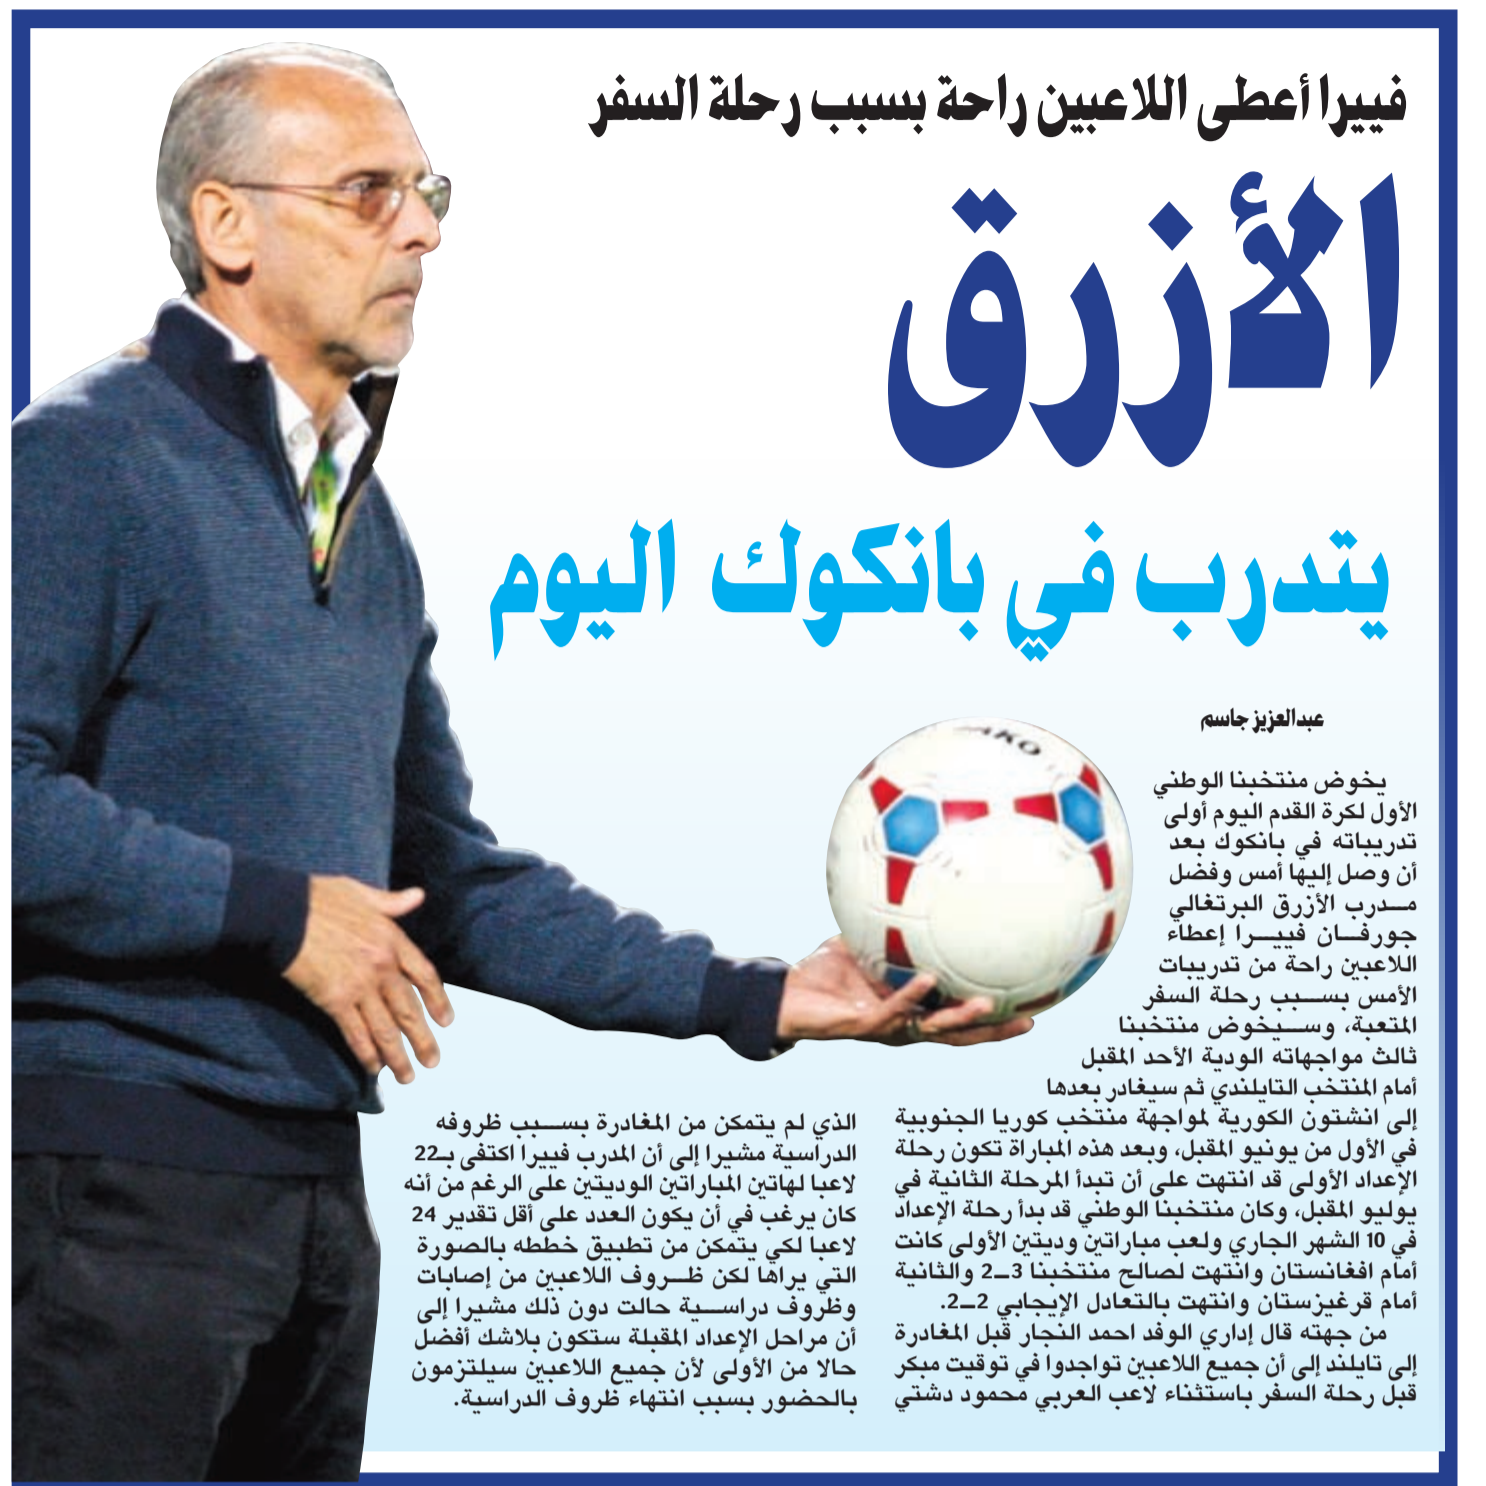 فييرا أعطى اللاعبين راحة بسبب رحلة السفر
الأزرق
يتدرب في بانكوك اليوم
عبدالعزيز جاسم
يخوض منتخبنا الوطني
الأول لكرة القدم اليوم أولى
تدريباته في بانكوك بعد
أن وصل إليها أمس وفضل
مــدرب الأزرق البرتغالي
جورفــان فييــرا إعطاء
اللاعبين راحة من تدريبات
الأمس بســبب رحلة السفر
المتعبة، وســيخوض منتخبنا
ثالث مواجهاته الودية الأحد المقبل
أمام المنتخب التايلندي ثم سيغادر بعدها
إلى انشتون الكورية لمواجهة منتخب كوريا الجنوبية
في الأول من يونيو المقبل، وبعد هذه المباراة تكون رحلة
الإعداد الأولى قد انتهت على أن تبدأ المرحلة الثانية في
يوليو المقبل، وكان منتخبنا الوطني قد بدأ رحلة الإعداد
في 10 الشهر الجاري ولعب مباراتين وديتين الأولى كانت
أمام افغانستان وانتهت لصالح منتخبنا 3ــ2 والثانية
أمام قرغيزستان وانتهت بالتعادل الإيجابي 2ــ2.
من جهته قال إداري الوفد احمد النجار قبل المغادرة
إلى تايلند إلى أن جميع اللاعبين تواجدوا في توقيت مبكر
قبل رحلة السفر باستثناء لاعب العربي محمود دشتي
الذي لم يتمكن من المغادرة بســبب ظروفه
الدراسية مشيرا إلى أن المدرب فييرا اكتفى بـ22
لاعبا لهاتين المباراتين الوديتين على الرغم من أنه
كان يرغب في أن يكون العدد على أقل تقدير 24
لاعبا لكي يتمكن من تطبيق خططه بالصورة
التي يراها لكن ظــروف اللاعبين من إصابات
وظروف دراســية حالت دون ذلك مشيرا إلى
أن مراحل الإعداد المقبلة ستكون بلاشك أفضل
حالا من الأولى لأن جميع اللاعبين سيلتزمون
بالحضور بسبب انتهاء ظروف الدراسية.